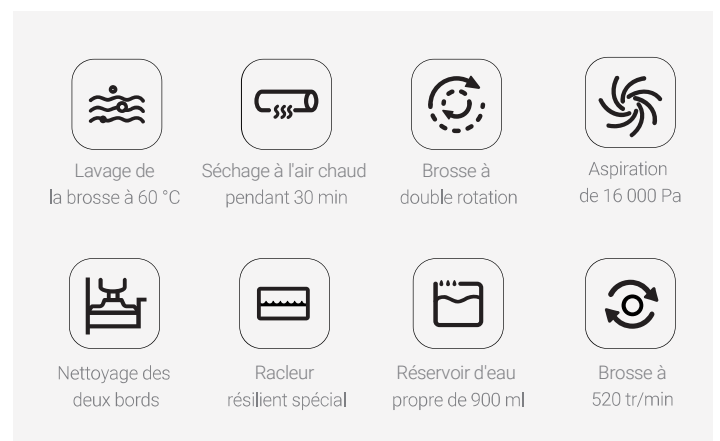 Lavage de
la brosse à 60 °C
Séchage à l'air chaud
pendant 30 min
Brosse à
double rotation
Aspiration
de 16 000 Pa
Nettoyage des
deux bords
Racleur
résilient spécial
Réservoir d'eau
propre de 900 ml
Brosse à
520 tr/min